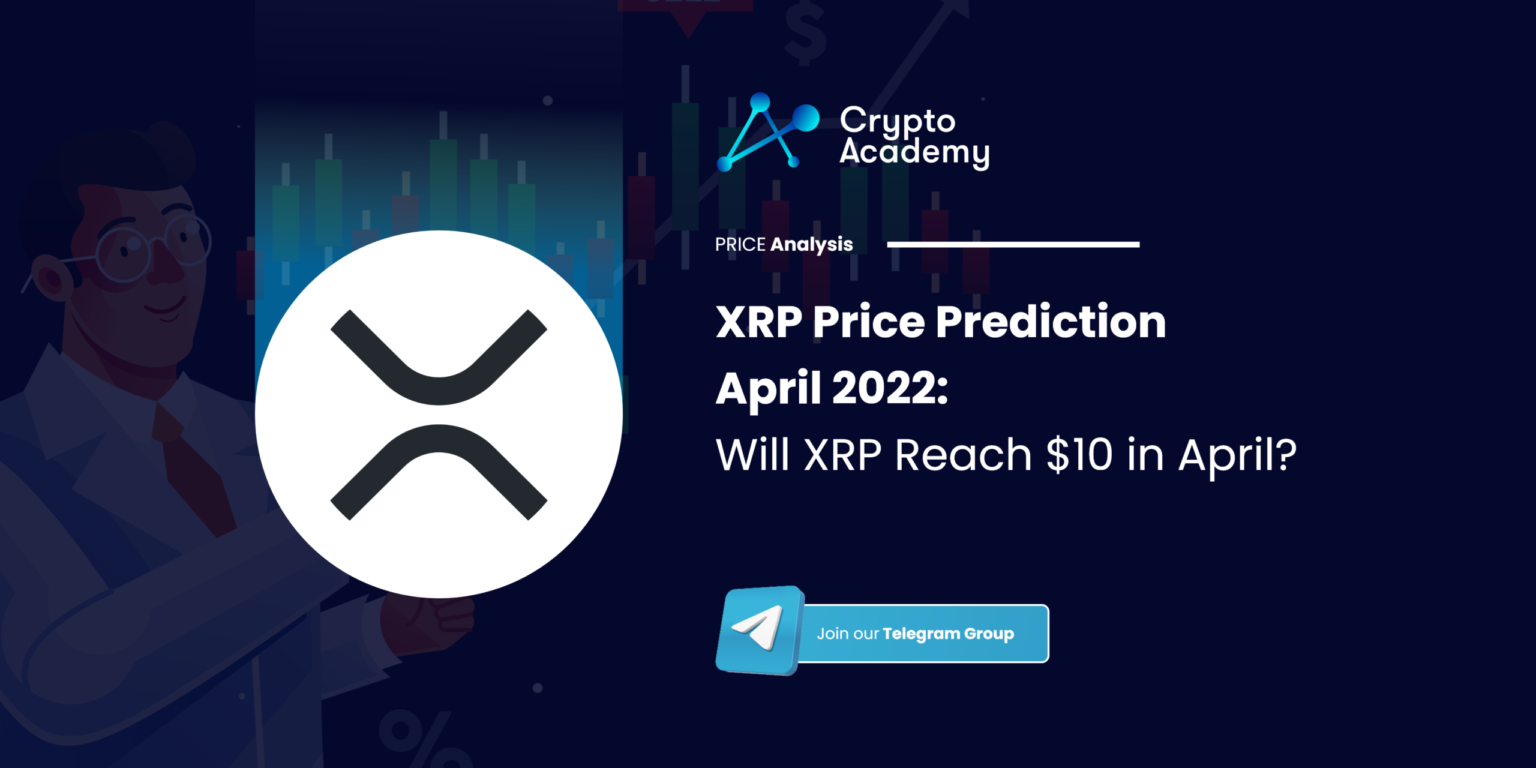 Crypto
Academy
PRICE Analysis
XRP Price Prediction
April 2022:
Will XRP Reach $10 in April?
Join our Telegram Group